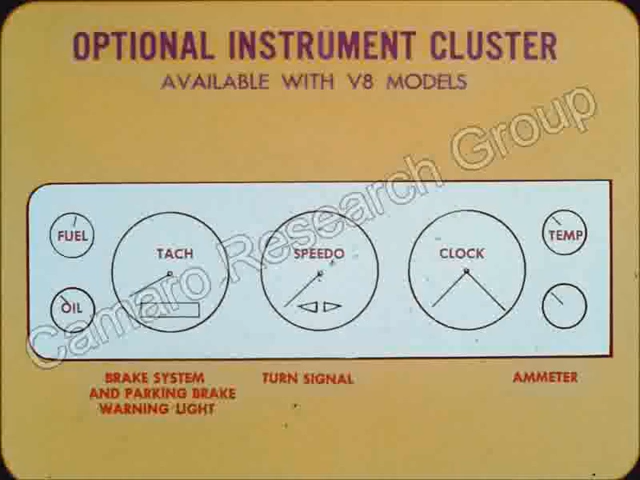 OPTIONAL INSTRUMENT CLUSTER
AVAILABLE WITH V8 MODELS
FUEL
TACH
SPEEDO
CLOCK
TEMP
OIL
BRAKE SYSTEM
AND PARKING BRAKE
WARNING LIGHT
TURN SIGNAL
AMMETER
Camaro Research Group